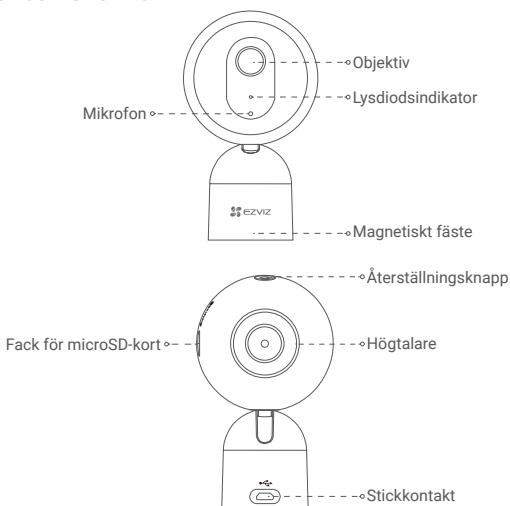 Objektiv
Lysdiodsindikator
Mikrofon
EZVIZ
Magnetiskt fäste
Återställningsknapp
Fack för microSD-kort
Högtalare
Stickkontakt